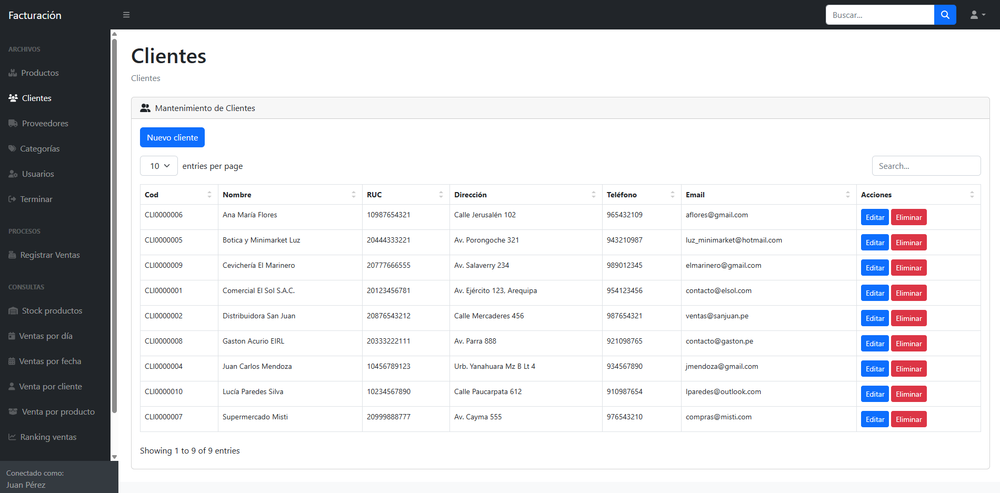 Facturación
Buscar...
ARCHIVOS
Productos
Clientes
Proveedores
Categorías
Usuarios
Terminar
PROCESOS
Registrar Ventas
CONSULTAS
Stock productos
Ventas por día
Ventas por fecha
Venta por cliente
Venta por producto
Ranking ventas
Conectado como:
Juan Pérez
Clientes
Clientes
Mantenimiento de Clientes
Nuevo cliente
10 entries per page
Search...
Cod Nombre RUC Dirección Teléfono Email Acciones
CLI0000006 Ana María Flores 10987654321 Calle Jerusalén 102 965432109 aflores@gmail.com Editar Eliminar
CLI0000005 Botica y Minimarket Luz 20444333221 Av. Porongoche 321 943210987 luz_minimarket@hotmail.com Editar Eliminar
CLI0000009 Cevichería El Marinero 20777666555 Av. Salaverry 234 989012345 elmarinero@gmail.com Editar Eliminar
CLI0000001 Comercial El Sol S.A.C. 20123456781 Av. Ejército 123, Arequipa 954123456 contacto@elsol.com Editar Eliminar
CLI0000002 Distribuidora San Juan 20876543212 Calle Mercaderes 456 987654321 ventas@sanjuan.pe Editar Eliminar
CLI0000008 Gaston Acurio EIRL 20333222111 Av. Parra 888 921098765 contacto@gaston.pe Editar Eliminar
CLI0000004 Juan Carlos Mendoza 10456789123 Urb. Yanahuara Mz B Lt 4 934567890 jmendoza@gmail.com Editar Eliminar
CLI0000010 Lucía Paredes Silva 10234567890 Calle Paucarpata 612 910987654 lparedes@outlook.com Editar Eliminar
CLI0000007 Supermercado Misti 20999888777 Av. Cayma 555 976543210 compras@misti.com Editar Eliminar
Showing 1 to 9 of 9 entries